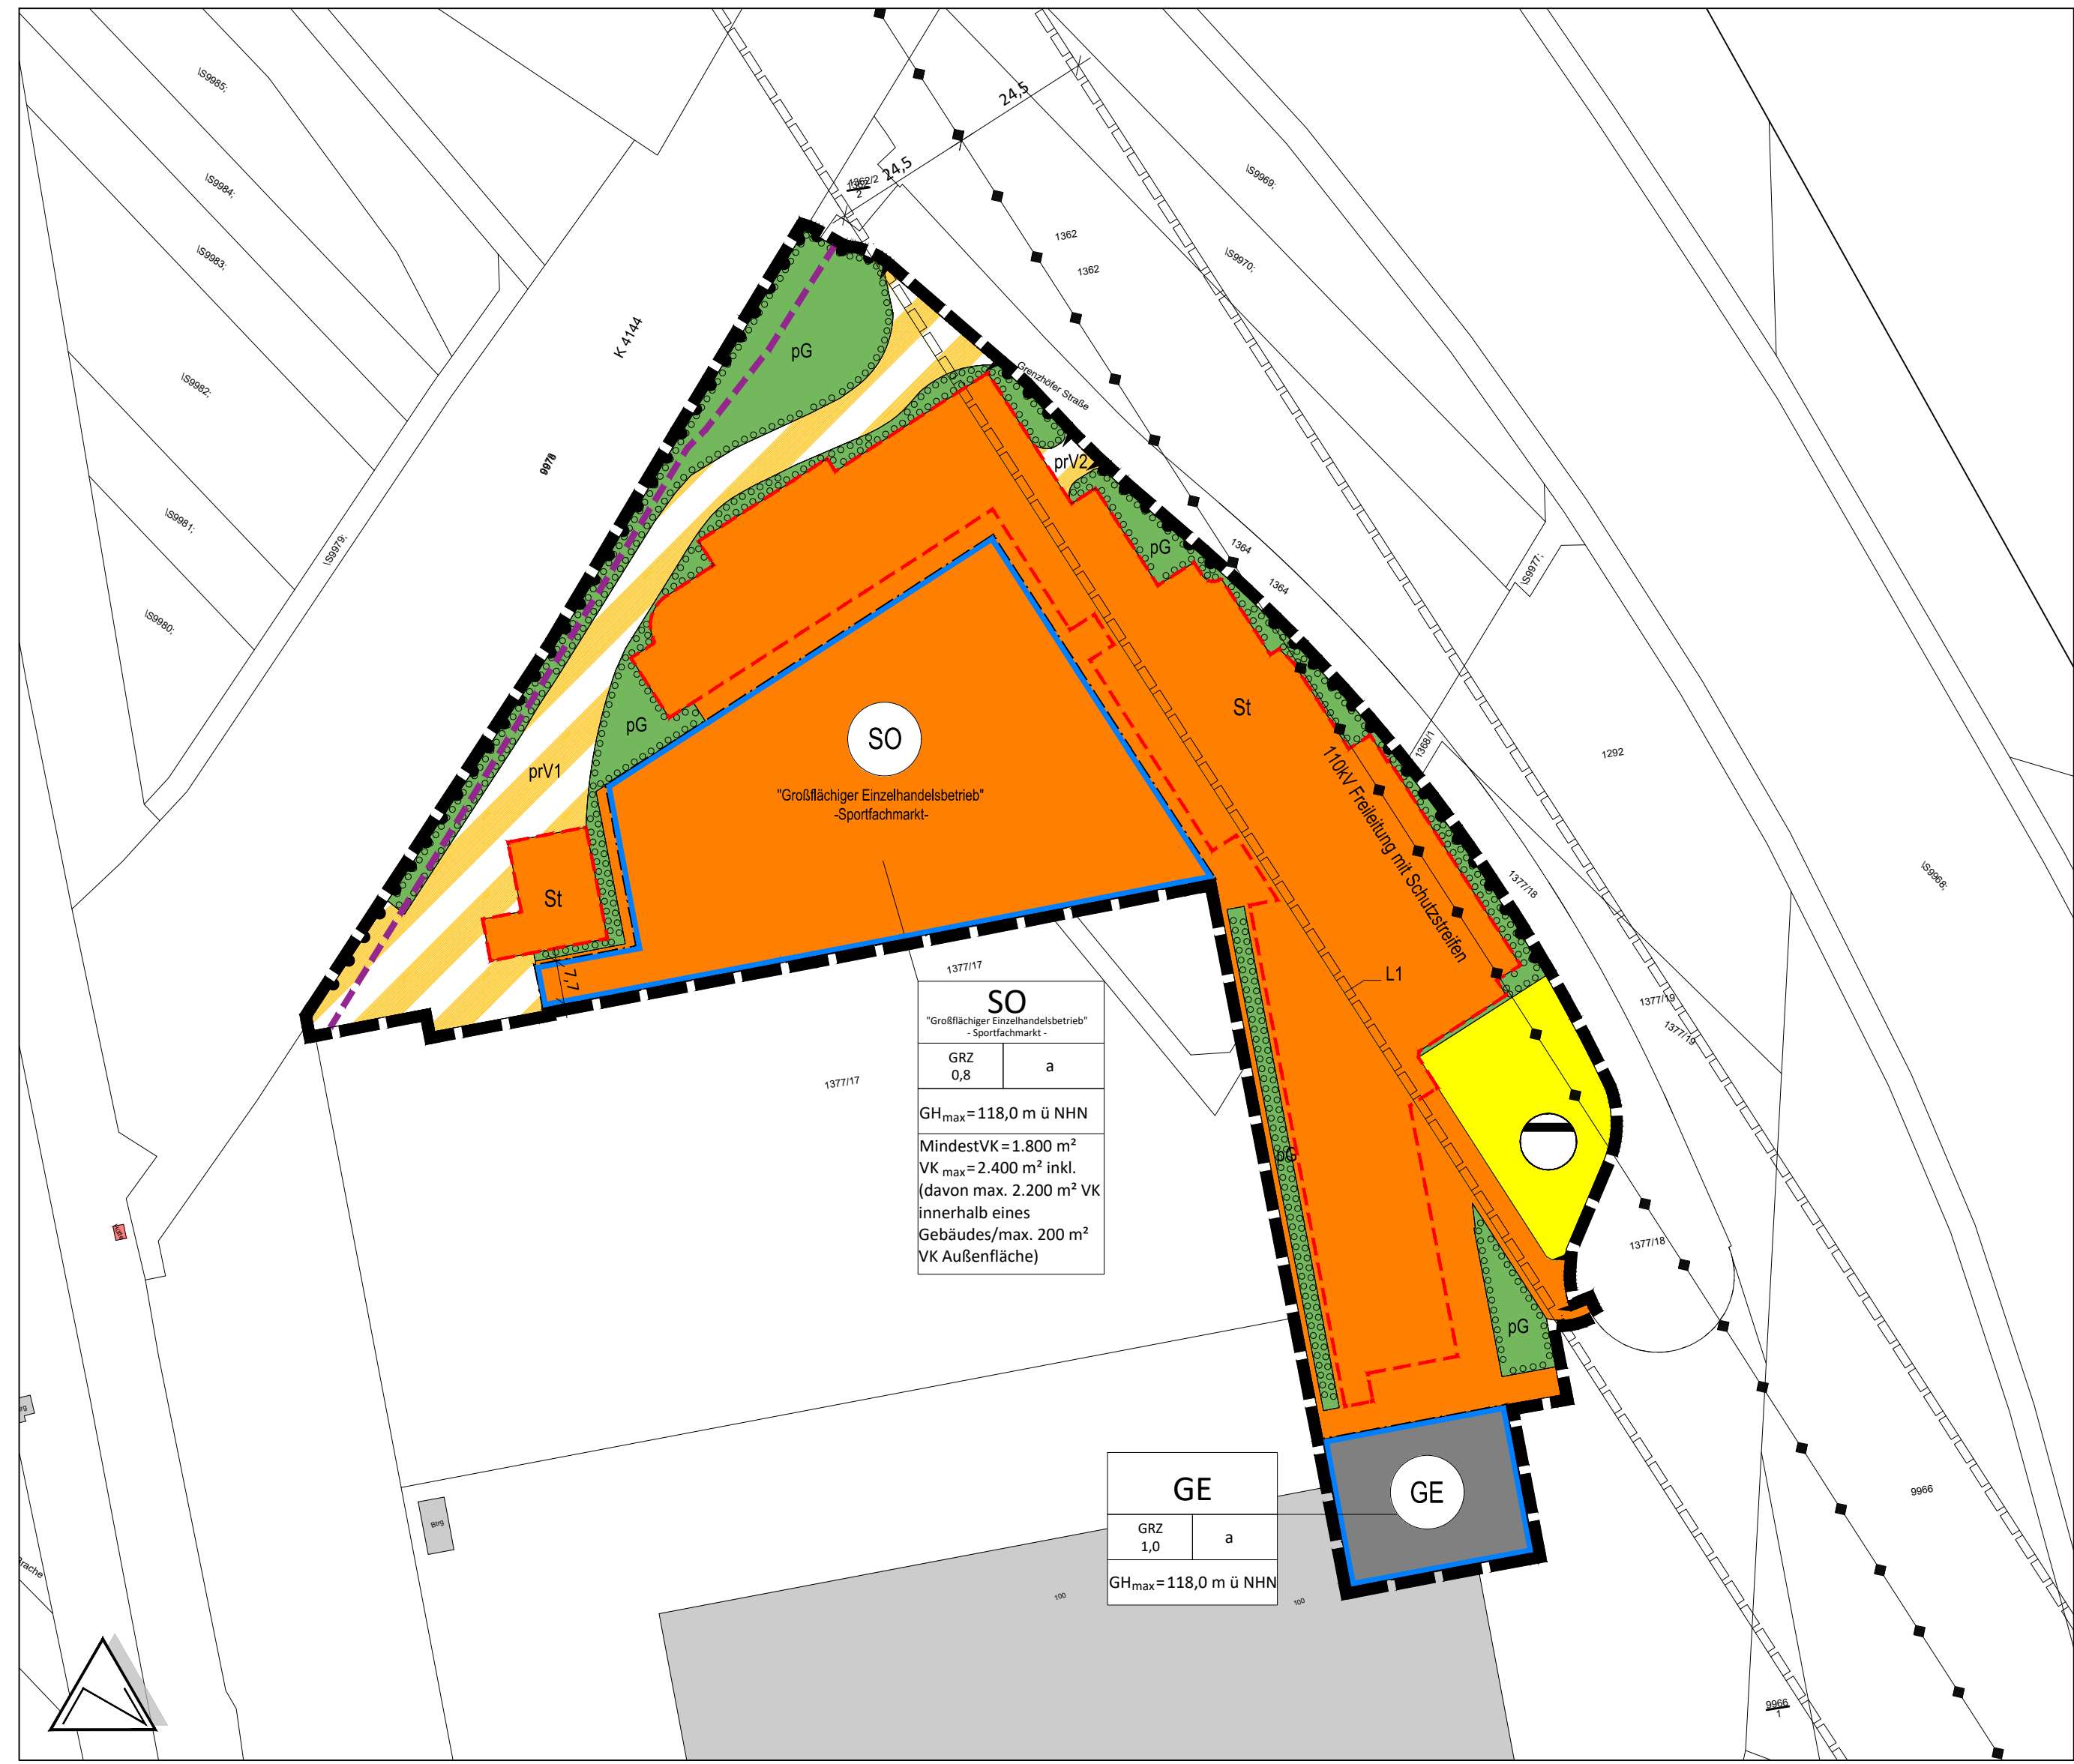 \S9985;
\S9984;
\S9983;
\S9982;
\S9981;
\S9980;
\S9979;
K 4144
9978
24,5
24,5
1362/2
2
1362
1362
\S9969;
\S9970;
\S9977;
Grenzhöfer Straße
pG
prV2
pG
1364
1364
St
1368/1
1292
110kV Freileitung mit Schutzstreifen
1377/18
\S9968;
SO
"Großflächiger Einzelhandelsbetrieb"
-Sportfachmarkt-
pG
prV1
St
7,7
L1
1377/17
1377/19
1377/19
1377/17
SO
"Großflächiger Einzelhandelsbetrieb"
- Sportfachmarkt -
GRZ
0,8
a
GHmax=118,0 m ü NHN
MindestVK=1.800 m²
VK max=2.400 m² inkl.
(davon max. 2.200 m² VK
innerhalb eines
Gebäudes/max. 200 m²
VK Außenfläche)
pG
1377/18
pG
GE
GRZ
1,0
a
GHmax=118,0 m ü NHN
GE
9966
Btrg
100
100
9966
1